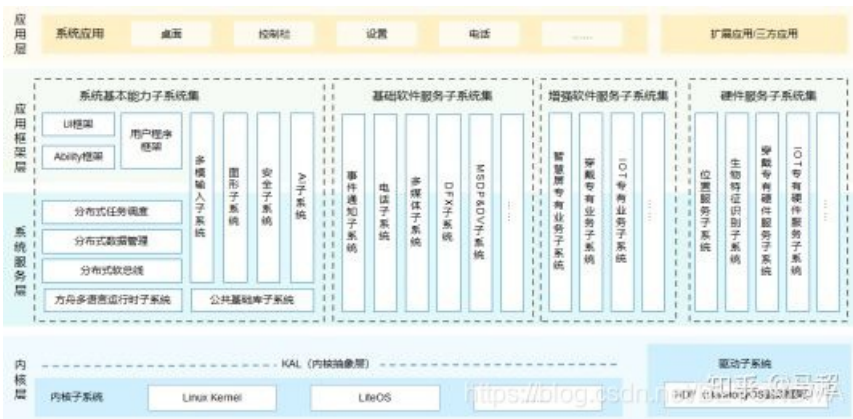 应用层
系统应用
桌面
控制栏
设置
电话
……
扩展应用/三方应用
应用框架层
系统基本能力子系统集
UI框架
Ability框架
用户程序框架
多模输入子系统
图形子系统
安全子系统
AI子系统
基础软件服务子系统集
事件通知子系统
电话子系统
多媒体子系统
DFX子系统
MSDP&DV子系统
……
增强软件服务子系统集
智慧屏专有业务子系统
穿戴专有业务子系统
IOT专有业务子系统
……
硬件服务子系统集
位置服务子系统
生物特征识别子系统
穿戴专有硬件服务子系统
IOT专有硬件服务子系统
……
系统服务层
分布式任务调度
分布式数据管理
分布式软总线
方舟多语言运行时子系统
公共基础库子系统
内核层
KAL（内核抽象层）
内核子系统
Linux Kernel
LiteOS
驱动子系统
https://blog.csdn.net/
知乎 @马超